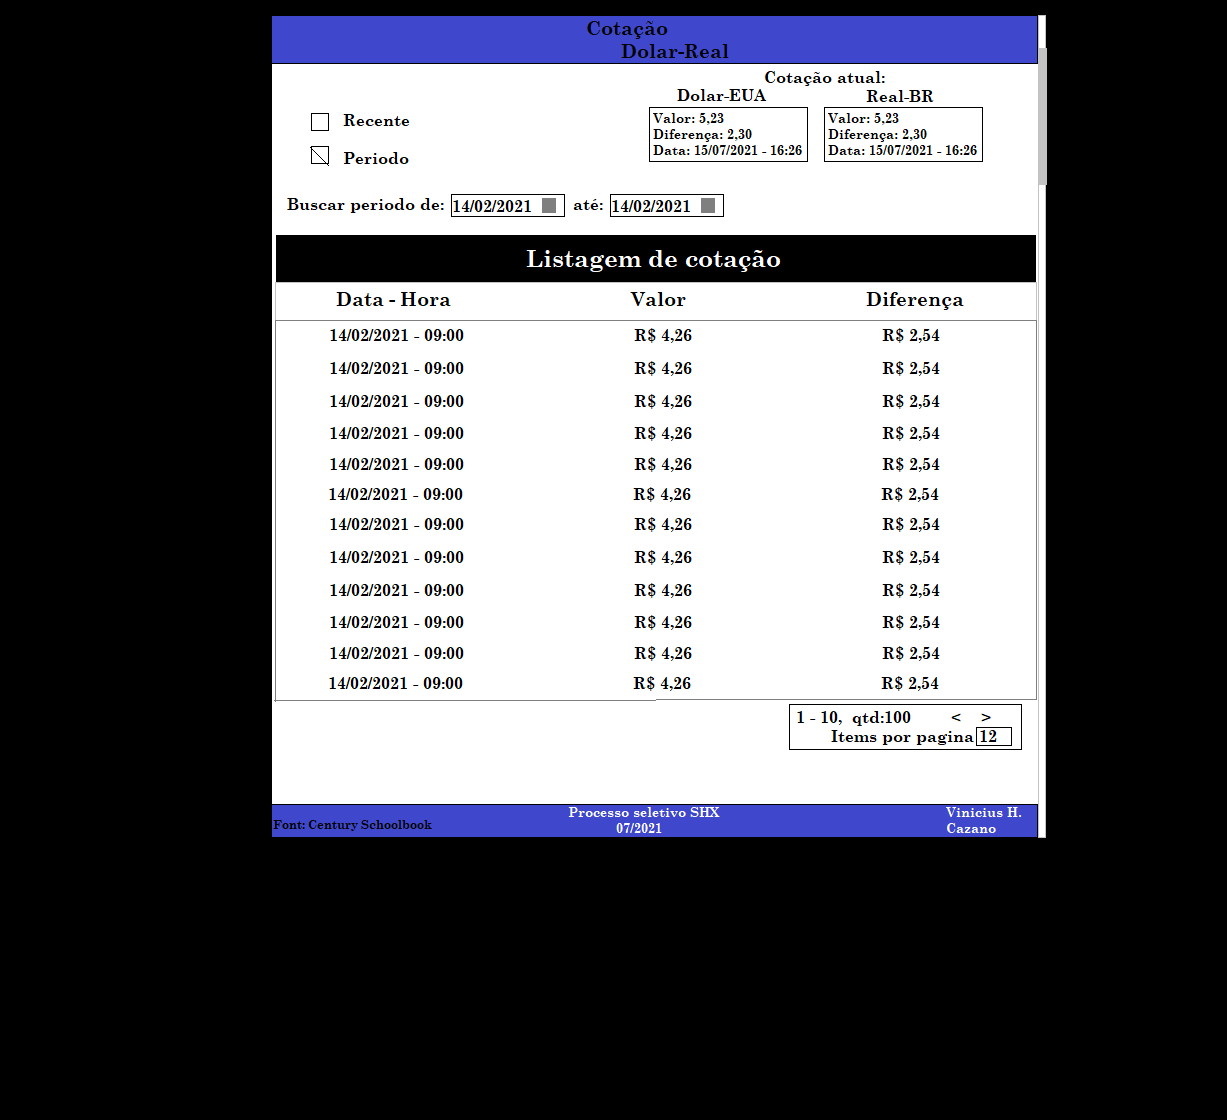 Cotação
Dolar-Real
Cotação atual:
Dolar-EUA Real-BR
Valor: 5,23 Valor: 5,23
Diferença: 2,30 Diferença: 2,30
Data: 15/07/2021 - 16:26 Data: 15/07/2021 - 16:26
Recente
Periodo
Buscar periodo de: 14/02/2021 até: 14/02/2021
Listagem de cotação
Data - Hora Valor Diferença
14/02/2021 - 09:00 R$ 4,26 R$ 2,54
14/02/2021 - 09:00 R$ 4,26 R$ 2,54
14/02/2021 - 09:00 R$ 4,26 R$ 2,54
14/02/2021 - 09:00 R$ 4,26 R$ 2,54
14/02/2021 - 09:00 R$ 4,26 R$ 2,54
14/02/2021 - 09:00 R$ 4,26 R$ 2,54
14/02/2021 - 09:00 R$ 4,26 R$ 2,54
14/02/2021 - 09:00 R$ 4,26 R$ 2,54
14/02/2021 - 09:00 R$ 4,26 R$ 2,54
14/02/2021 - 09:00 R$ 4,26 R$ 2,54
14/02/2021 - 09:00 R$ 4,26 R$ 2,54
14/02/2021 - 09:00 R$ 4,26 R$ 2,54
1 - 10, qtd:100 < >
Items por pagina 12
Font: Century Schoolbook
Processo seletivo SHX
07/2021
Vinicius H.
Cazano